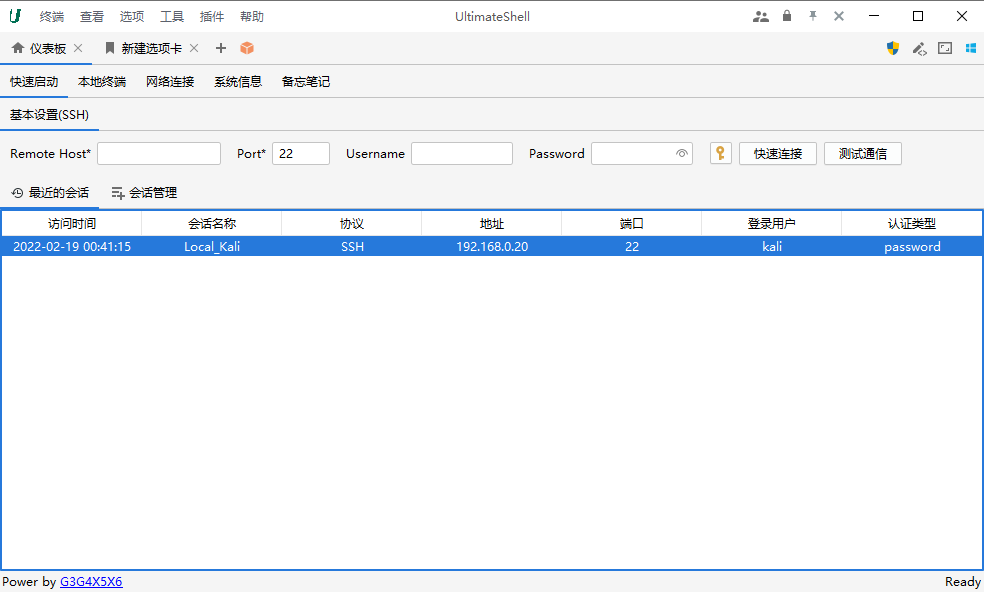 终端 查看 选项 工具 插件 帮助 UltimateShell
仪表板 新建选项卡
快速启动 本地终端 网络连接 系统信息 备忘笔记
基本设置(SSH)
Remote Host* Port* 22 Username Password 快速连接 测试通信
最近的会话 会话管理
访问时间 会话名称 协议 地址 端口 登录用户 认证类型
2022-02-19 00:41:15 Local_Kali SSH 192.168.0.20 22 kali password
Power by G3G4X5X6 Ready